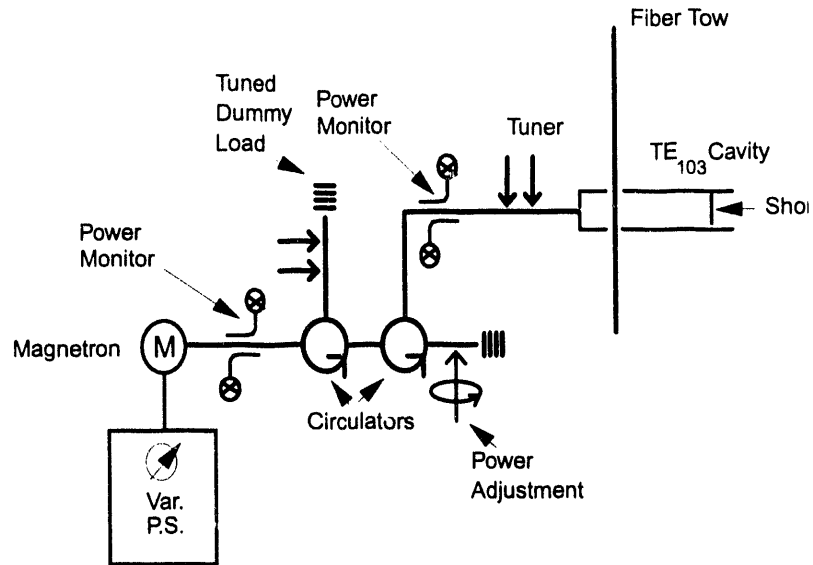 Fiber Tow
Tuned
Dummy
Load
Power
Monitor
Tuner
TE103 Cavity
Power
Monitor
Magnetron
M
Circulators
Power
Adjustment
Var.
P.S.